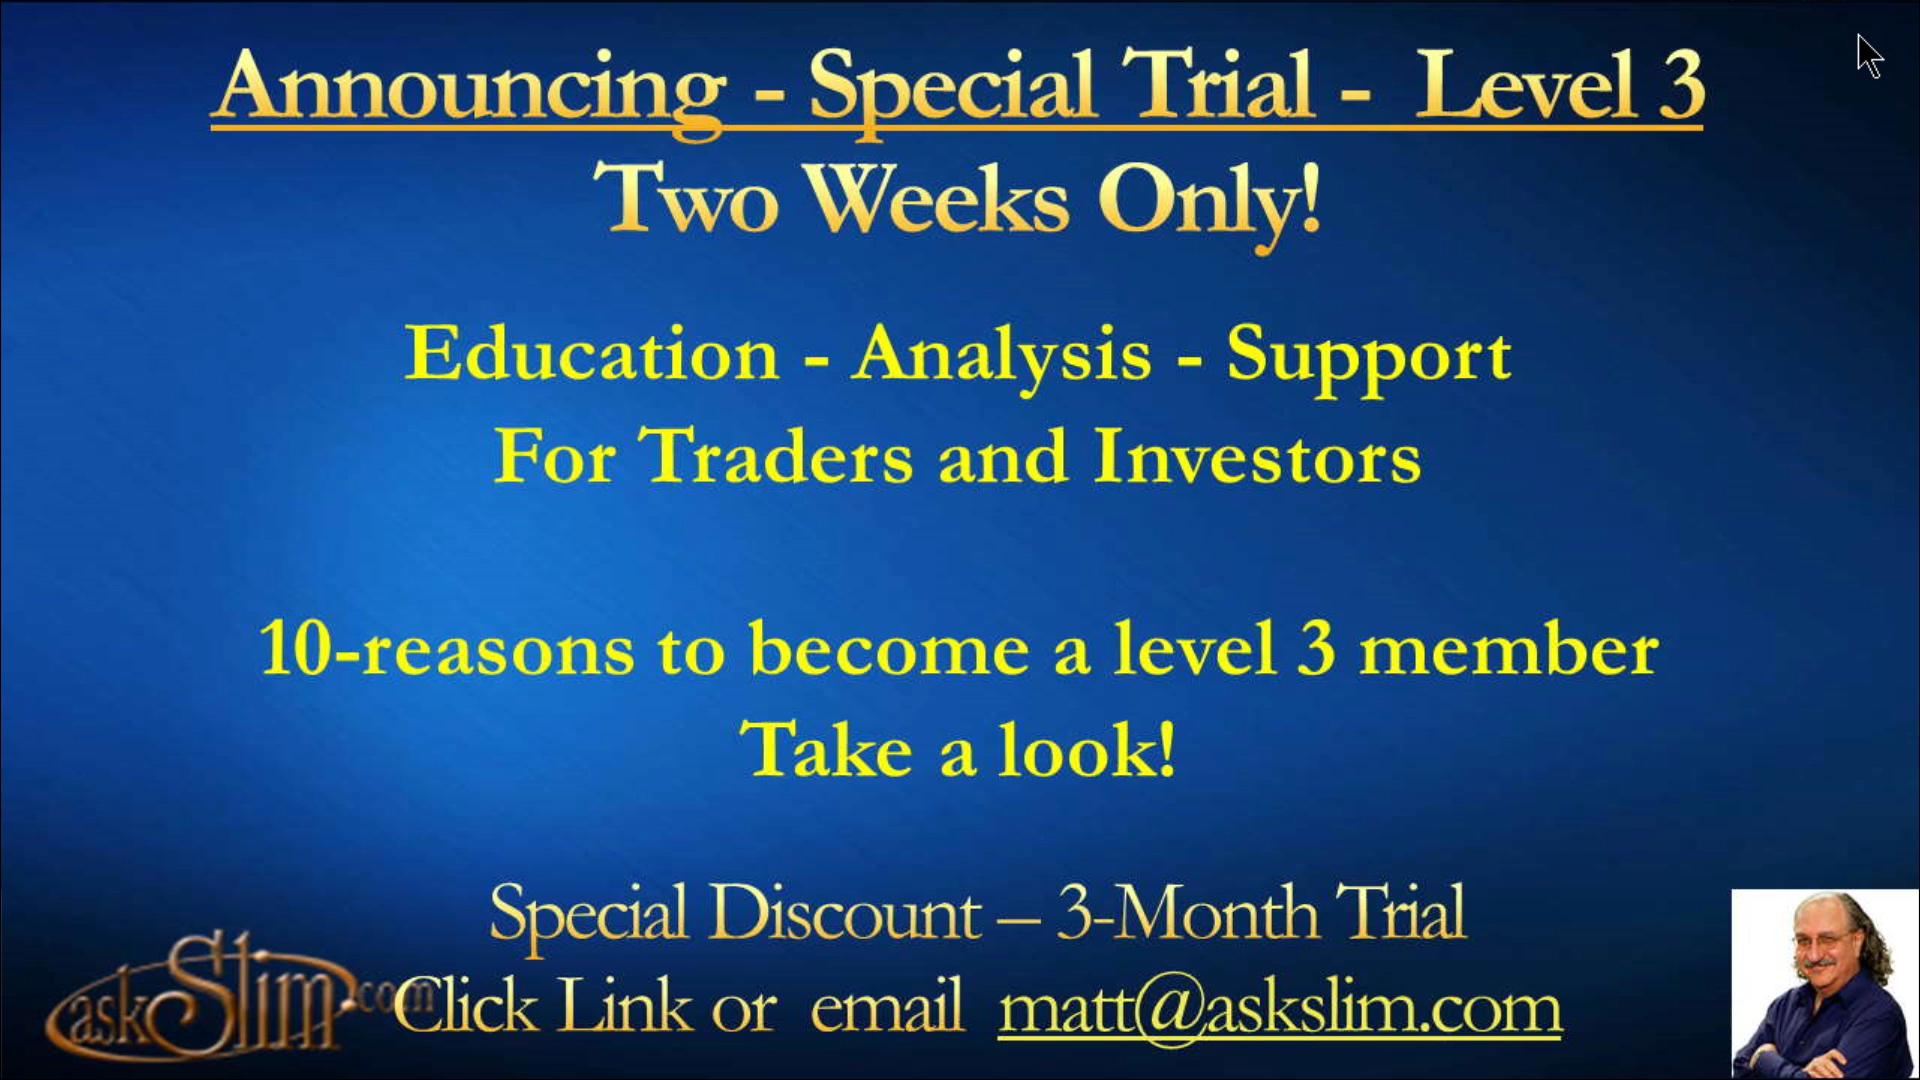 Announcing - Special Trial - Level 3
Two Weeks Only!
Education - Analysis - Support
For Traders and Investors
10-reasons to become a level 3 member
Take a look!
Special Discount – 3-Month Trial
Click Link or email matt@askslim.com
askSlim.com